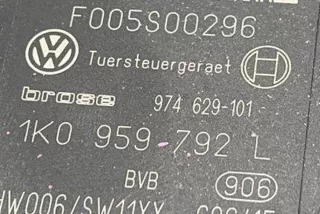 F005S00296
Tuersteuergeraet
brose 974 629-101
1K0 959 792 L
BVB 906
HW006/SW11XX